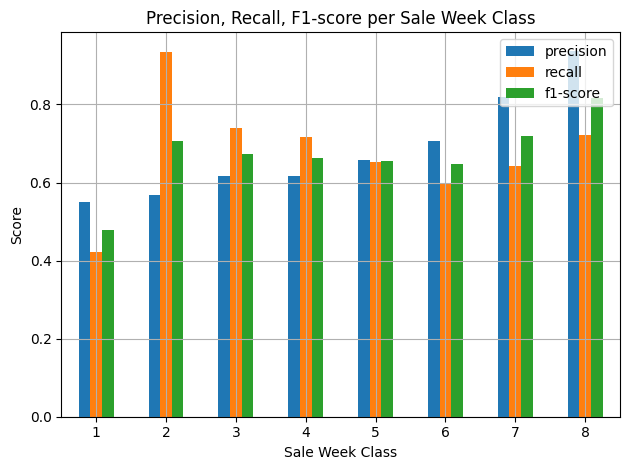 Precision, Recall, F1-score per Sale Week Class
precision
recall
f1-score
0.8
0.6
0.4
0.2
0.0
Score
1 2 3 4 5 6 7 8
Sale Week Class